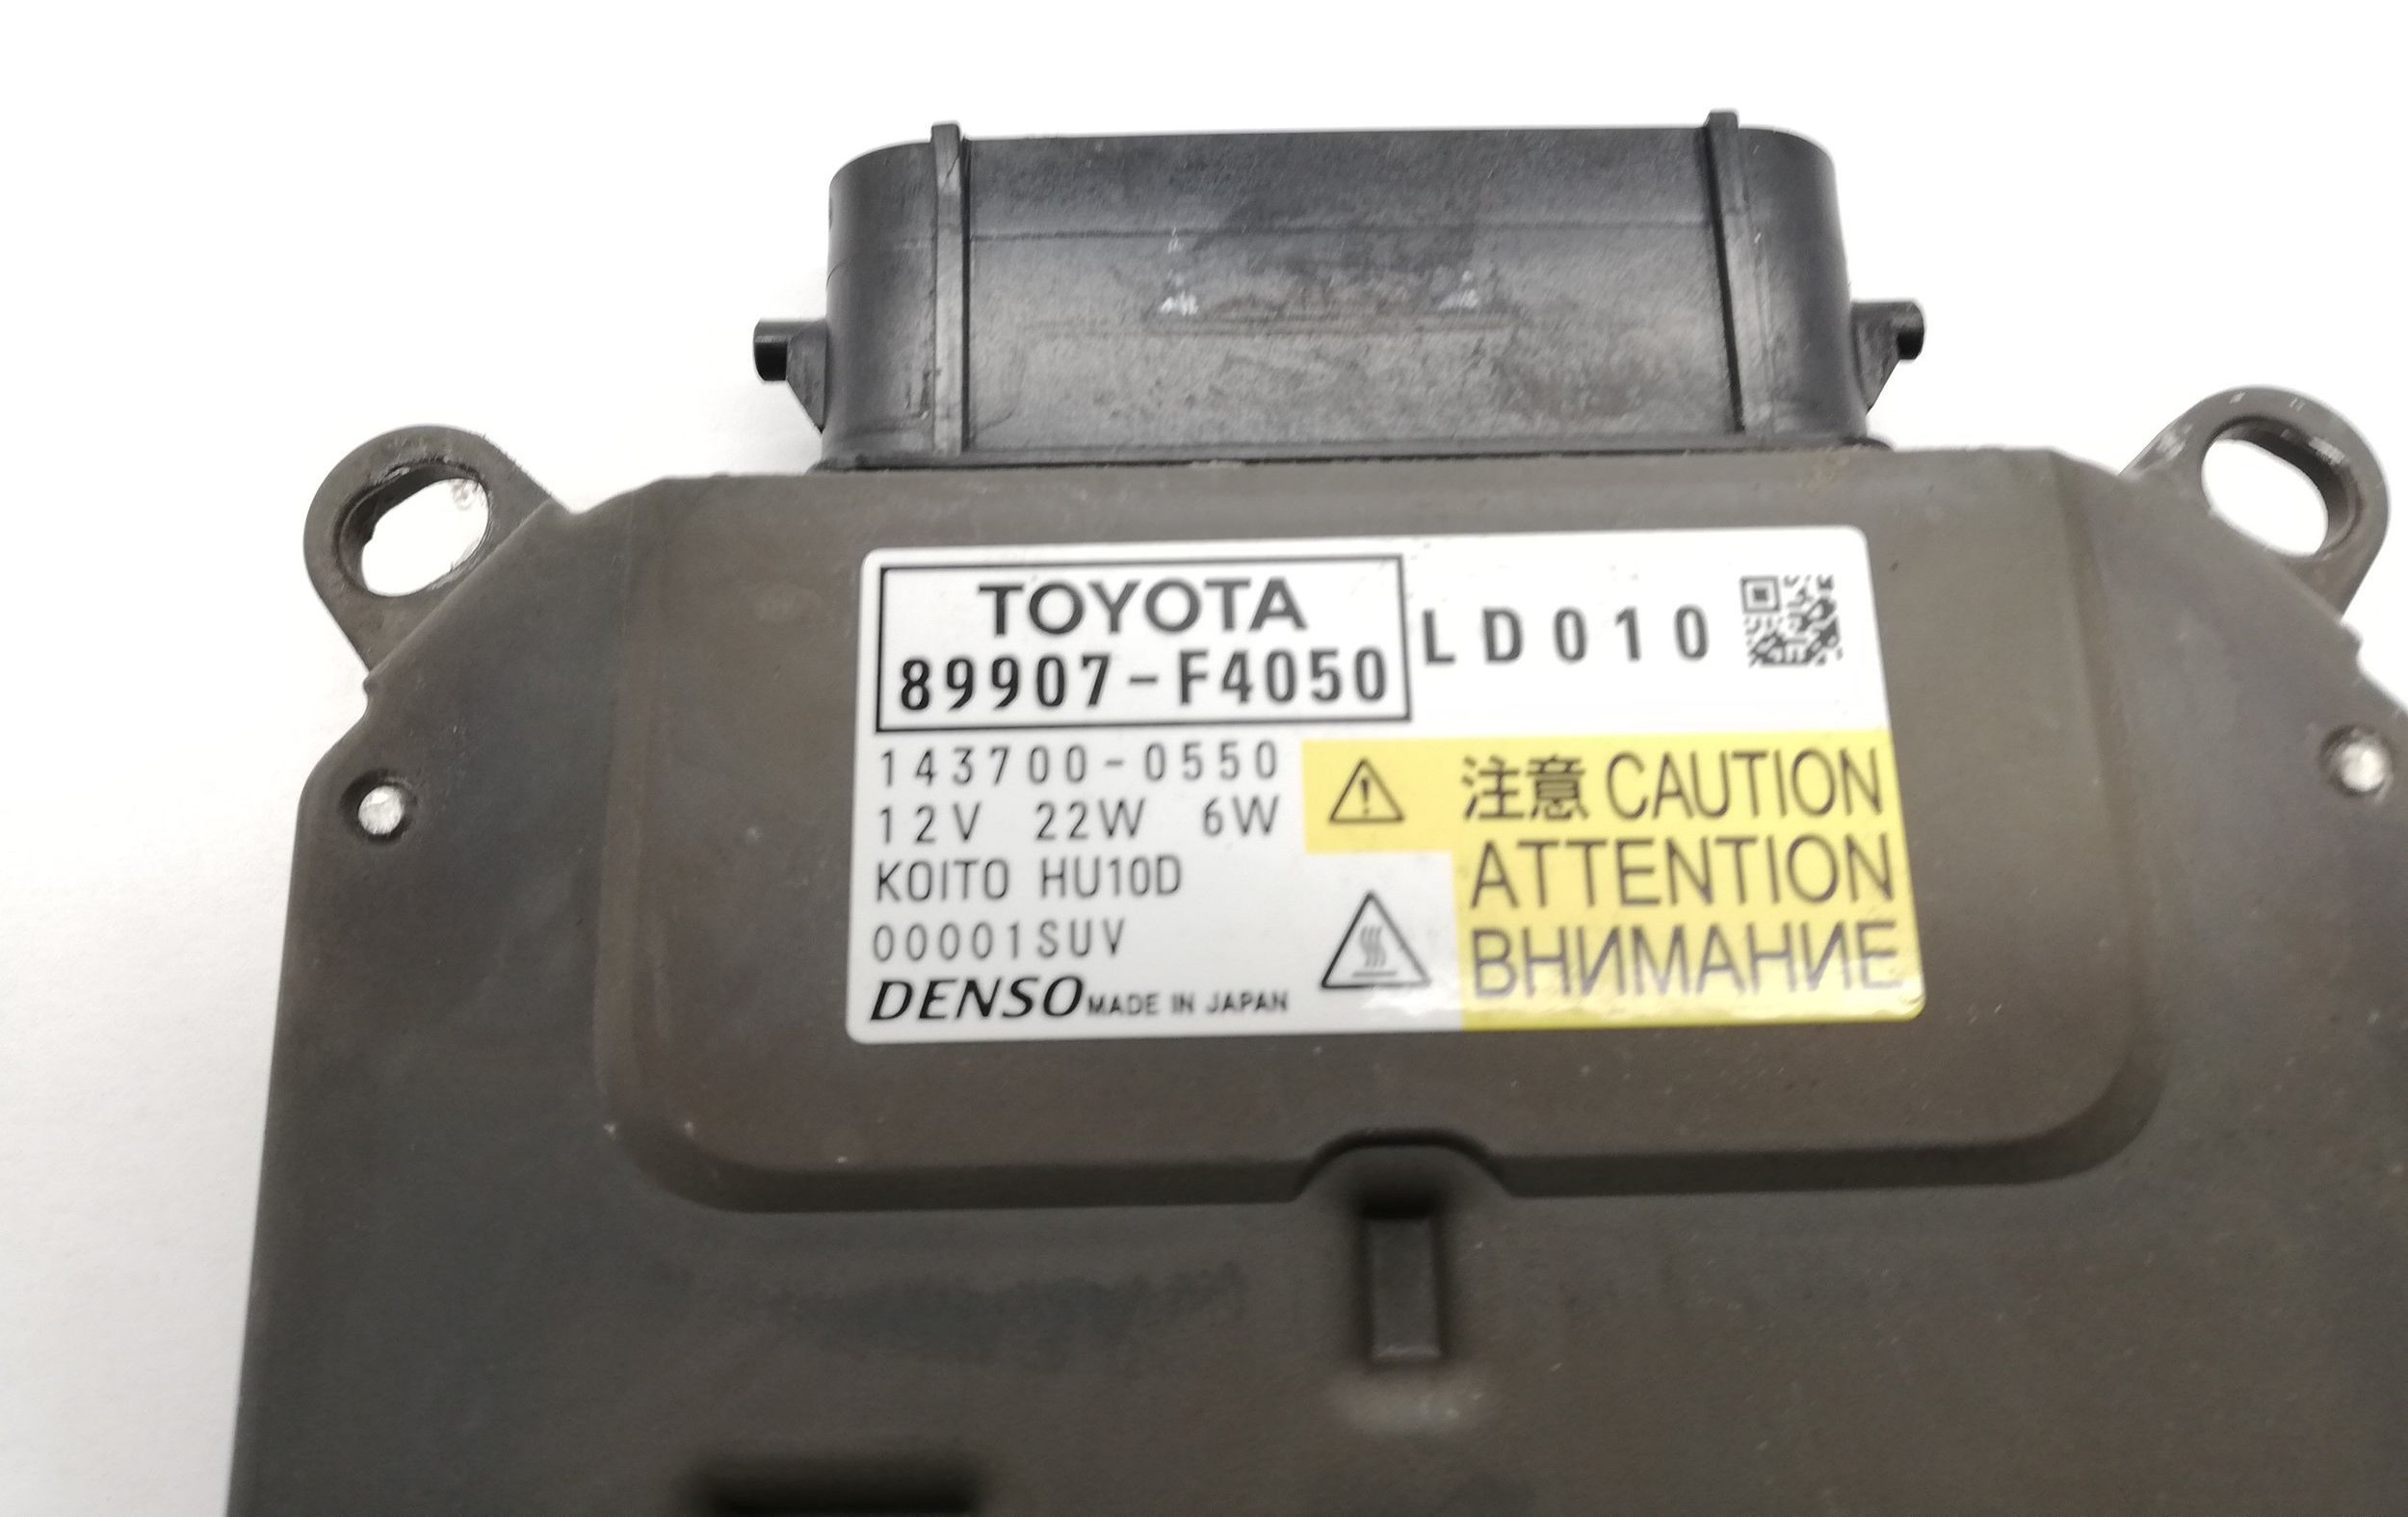 TOYOTA
89907-F4050
LD010
143700-0550
12V 22W 6W
KOITO HU10D
00001SUV
DENSO MADE IN JAPAN
注意 CAUTION
ATTENTION
ВНИМАНИЕ